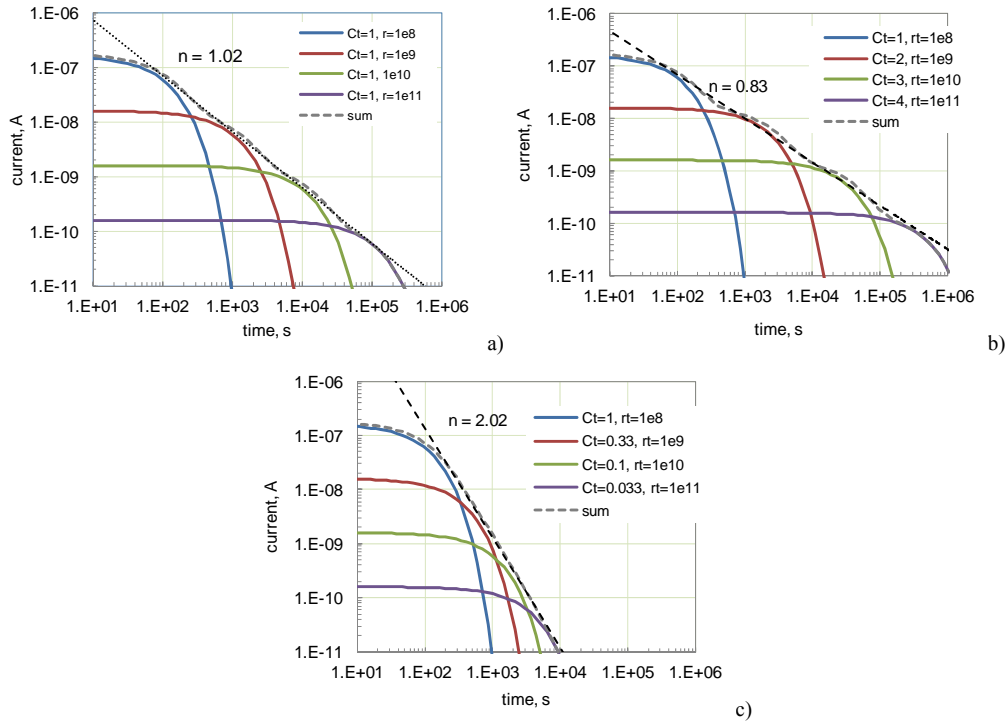 1.E-06
1.E-07
1.E-08
1.E-09
1.E-10
1.E-11
current, A
n = 1.02
Ct=1, r=1e8
Ct=1, r=1e9
Ct=1, 1e10
Ct=1, r=1e11
sum
1.E+01 1.E+02 1.E+03 1.E+04 1.E+05 1.E+06
time, s
a)
1.E-06
1.E-07
1.E-08
1.E-09
1.E-10
1.E-11
current, A
n = 0.83
Ct=1, rt=1e8
Ct=2, rt=1e9
Ct=3, rt=1e10
Ct=4, rt=1e11
sum
1.E+01 1.E+02 1.E+03 1.E+04 1.E+05 1.E+06
time, s
b)
1.E-06
1.E-07
1.E-08
1.E-09
1.E-10
1.E-11
current, A
n = 2.02
Ct=1, rt=1e8
Ct=0.33, rt=1e9
Ct=0.1, rt=1e10
Ct=0.033, rt=1e11
sum
1.E+01 1.E+02 1.E+03 1.E+04 1.E+05 1.E+06
time, s
c)